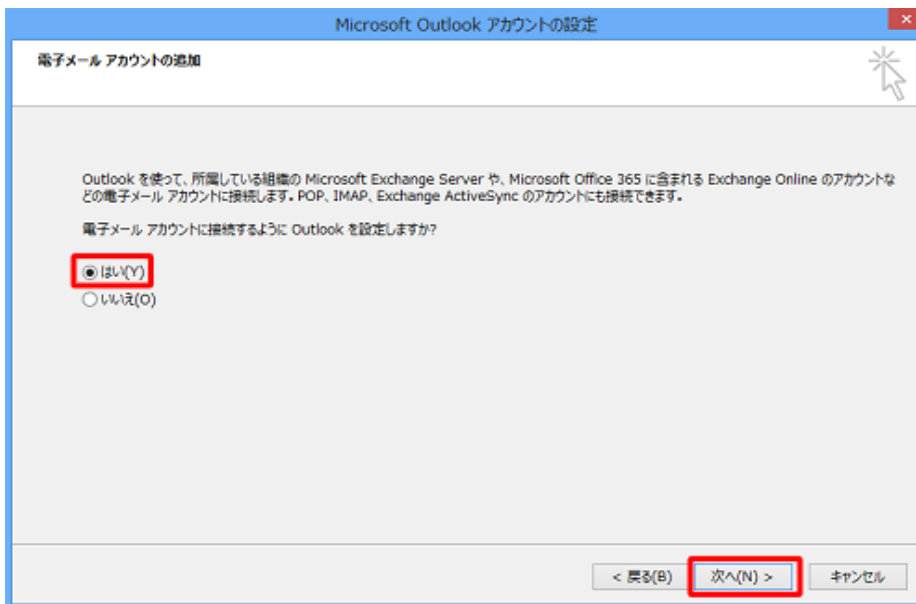 Microsoft Outlook アカウントの設定
電子メール アカウントの追加
Outlook を使って、所属している組織の Microsoft Exchange Server や、Microsoft Office 365 に含まれる Exchange Online のアカウントな
どの電子メール アカウントに接続します。POP、IMAP、Exchange ActiveSync のアカウントにも接続できます。
電子メール アカウントに接続するように Outlook を設定しますか?
はい(Y)
いいえ(O)
< 戻る(B) 次へ(N) > キャンセル